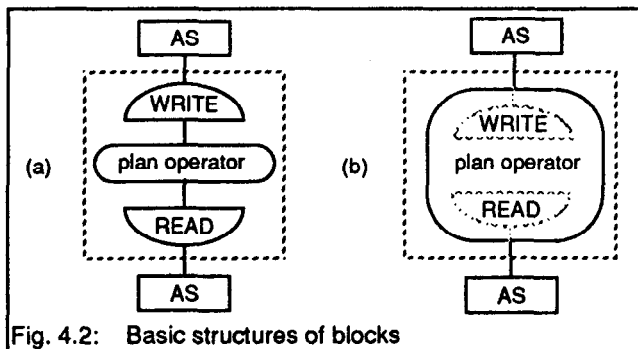 AS
WRITE
(a)
plan operator
READ
AS
AS
WRITE
(b)
plan operator
READ
AS
Fig. 4.2: Basic structures of blocks